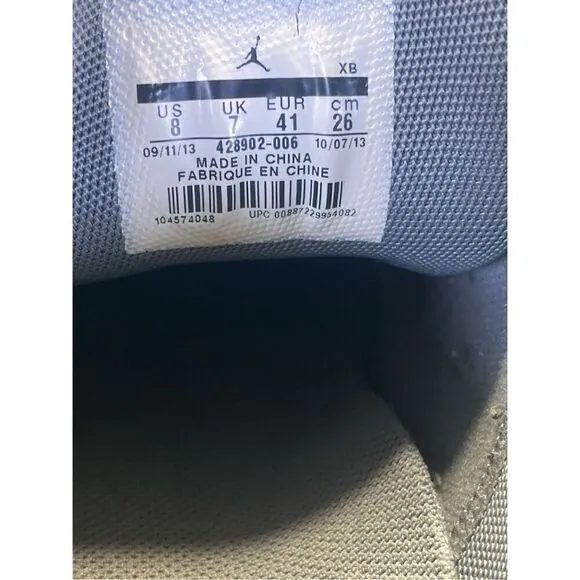 XB
US UK EUR cm
8 7 41 26
09/11/13 428902-006 10/07/13
MADE IN CHINA
FABRIQUE EN CHINE
104574048 UPC 00887229954082